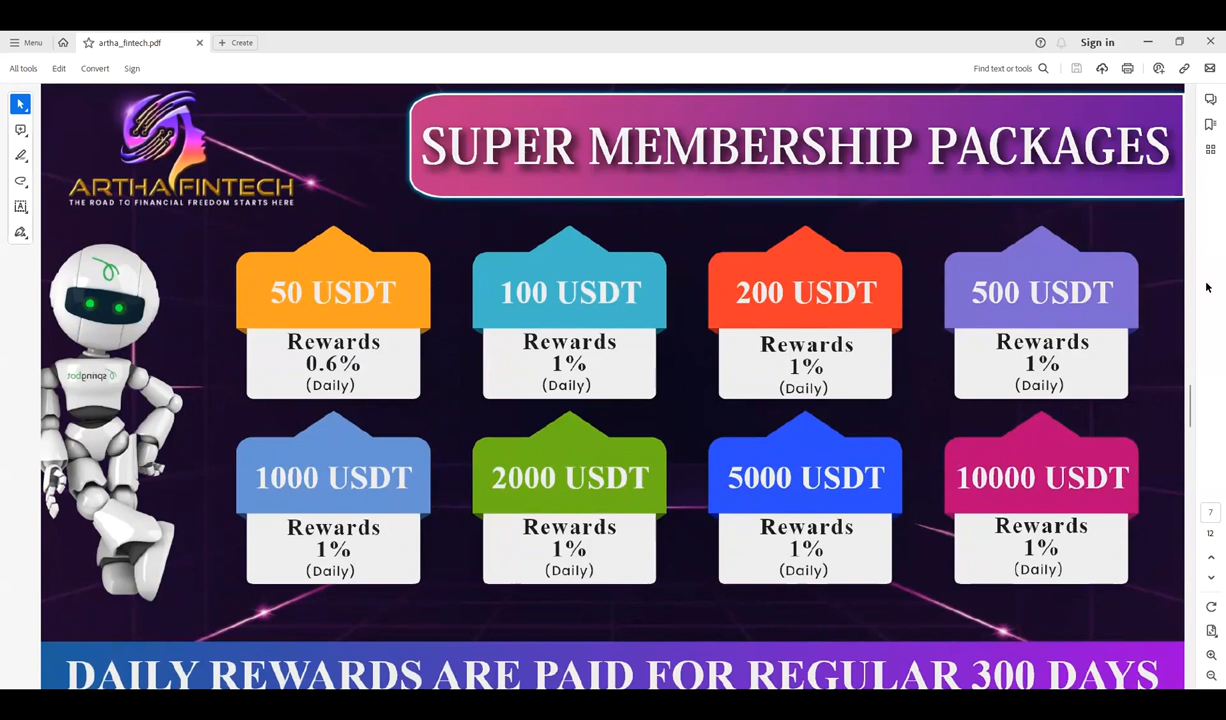 Menu
artha_fintech.pdf
Create
Sign in
All tools
Edit
Convert
Sign
Find text or tools
ARTHA FINTECH
THE ROAD TO FINANCIAL FREEDOM STARTS HERE
SUPER MEMBERSHIP PACKAGES
50 USDT
Rewards
0.6%
(Daily)
100 USDT
Rewards
1%
(Daily)
200 USDT
Rewards
1%
(Daily)
500 USDT
Rewards
1%
(Daily)
1000 USDT
Rewards
1%
(Daily)
2000 USDT
Rewards
1%
(Daily)
5000 USDT
Rewards
1%
(Daily)
10000 USDT
Rewards
1%
(Daily)
7
12
DAILY REWARDS ARE PAID FOR REGULAR 300 DAYS